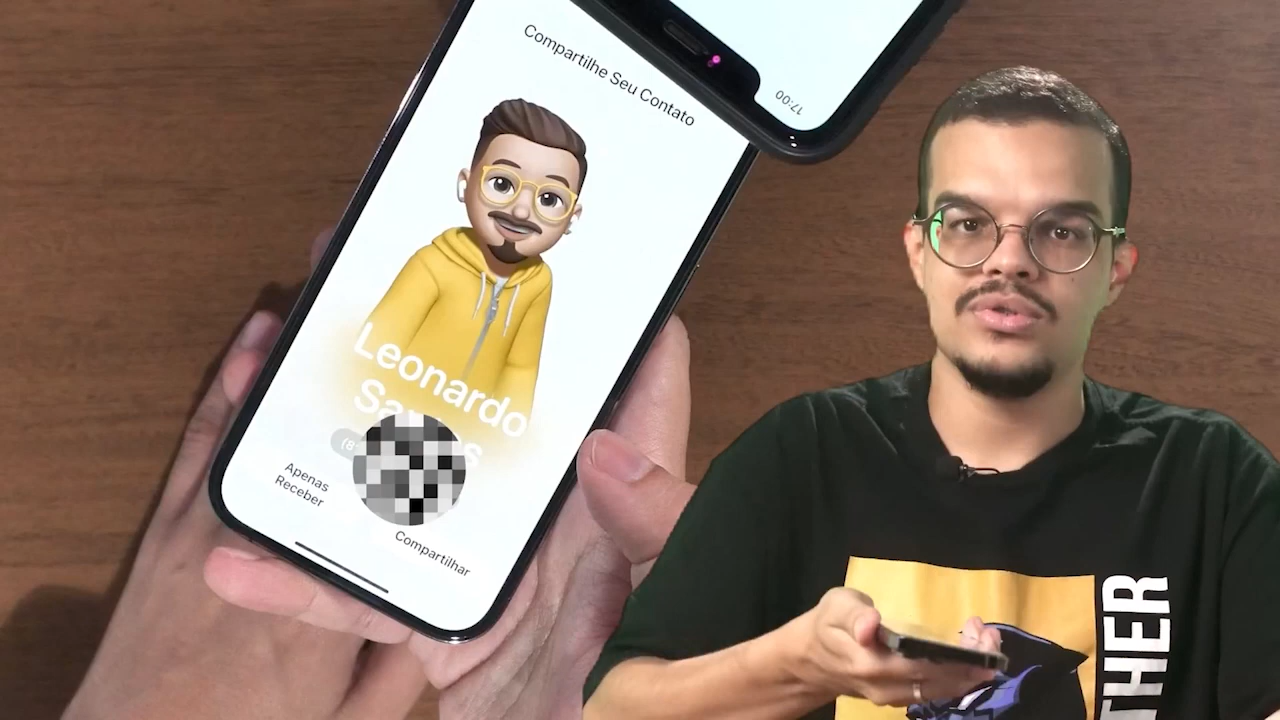 Compartilhe Seu Contato
17:00
Leonardo
Apenas
Receber
Compartilhar
THER